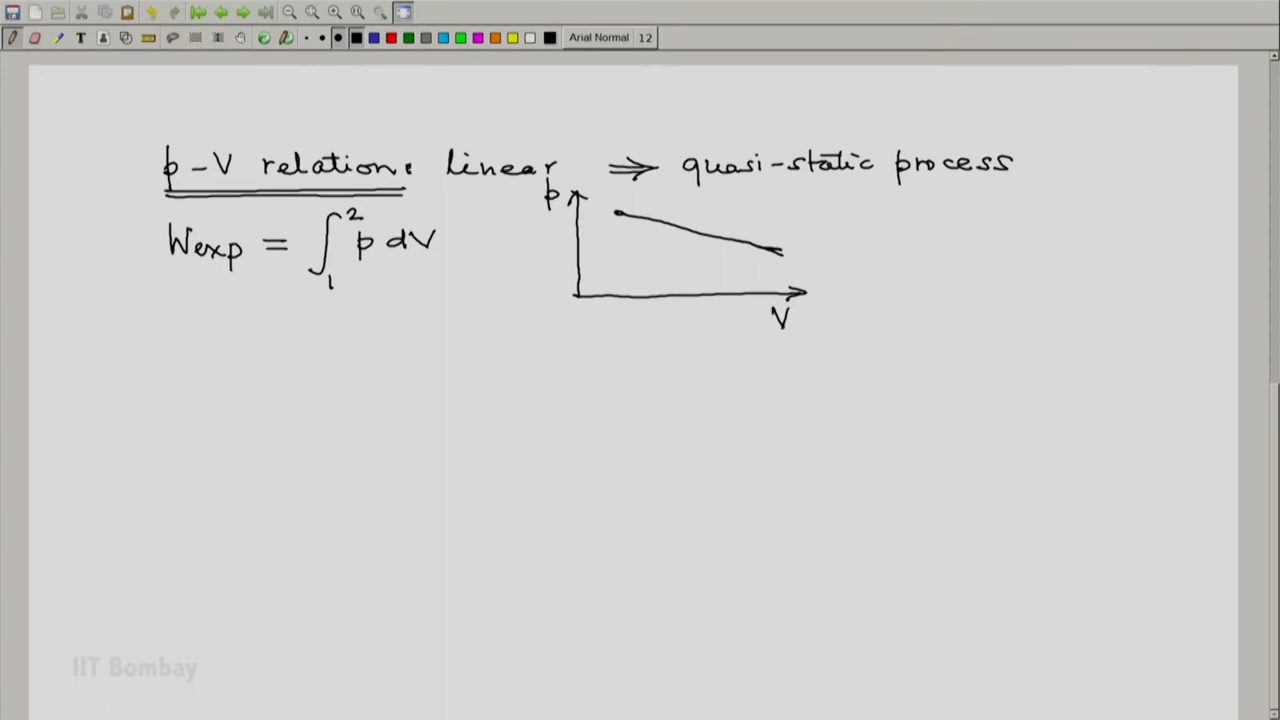 Arial Normal 12
p-V relation: linear ⇒ quasi-static process
p
Wexp = ∫₁² p dV
V
IIT Bombay